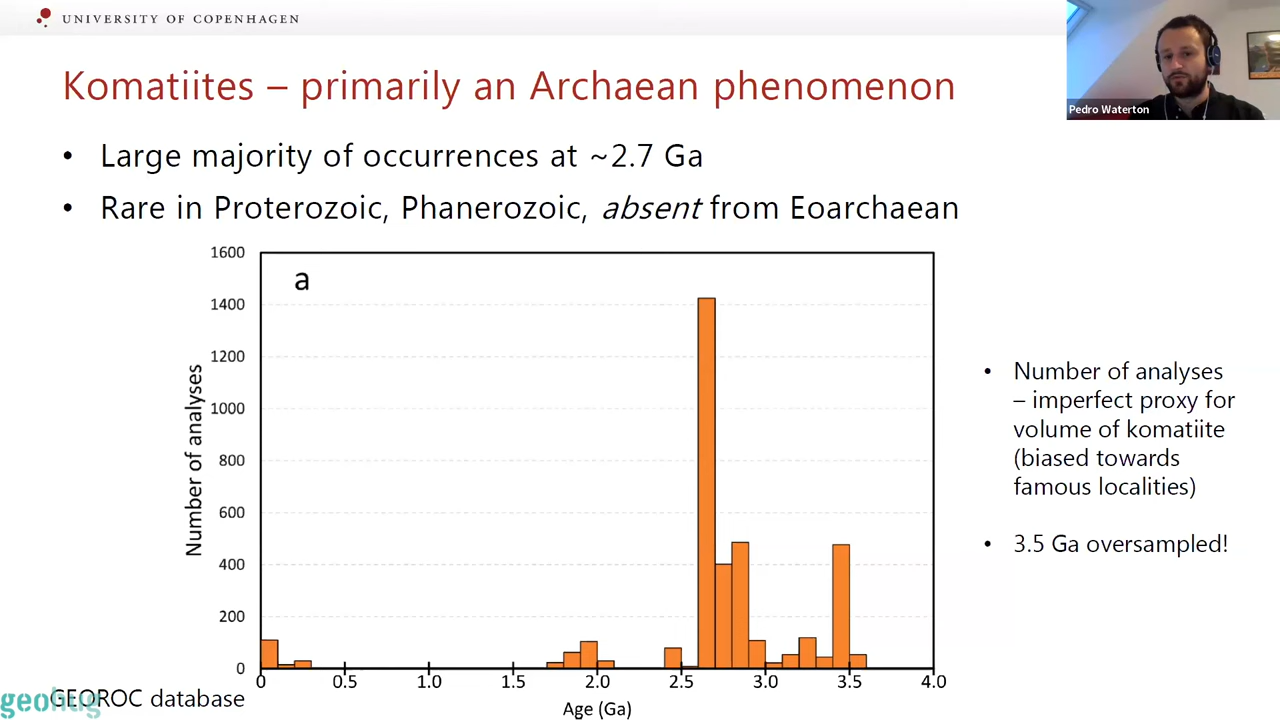 UNIVERSITY OF COPENHAGEN
Pedro Waterton
Komatiites – primarily an Archaean phenomenon
• Large majority of occurrences at ~2.7 Ga
• Rare in Proterozoic, Phanerozoic, absent from Eoarchaean
a
Number of analyses
1600
1400
1200
1000
800
600
400
200
0
0 0.5 1.0 1.5 2.0 2.5 3.0 3.5 4.0
Age (Ga)
• Number of analyses
– imperfect proxy for
volume of komatiite
(biased towards
famous localities)
• 3.5 Ga oversampled!
geohug
GEOROC database